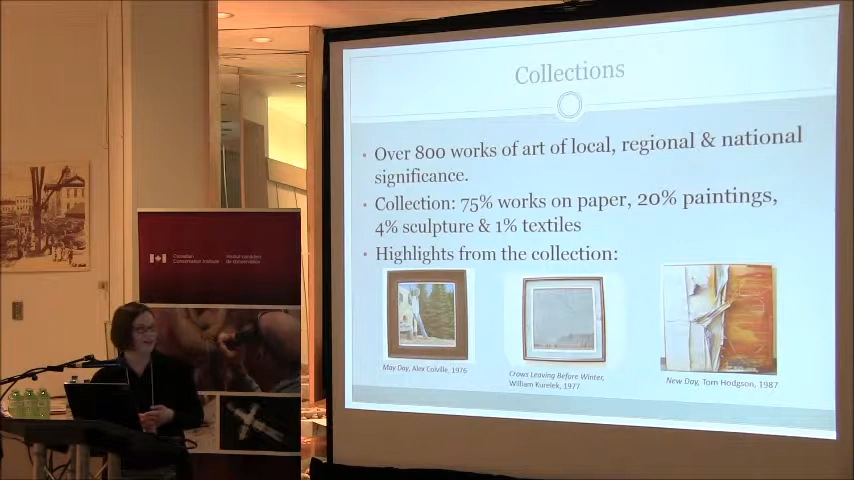 Collections
Over 800 works of art of local, regional & national
significance.
Collection: 75% works on paper, 20% paintings,
4% sculpture & 1% textiles
Highlights from the collection:
May Day, Alex Colville, 1976
Crows Leaving Before Winter,
William Kurelek, 1977
New Day, Tom Hodgson, 1987
Canadian
Conservation Institute